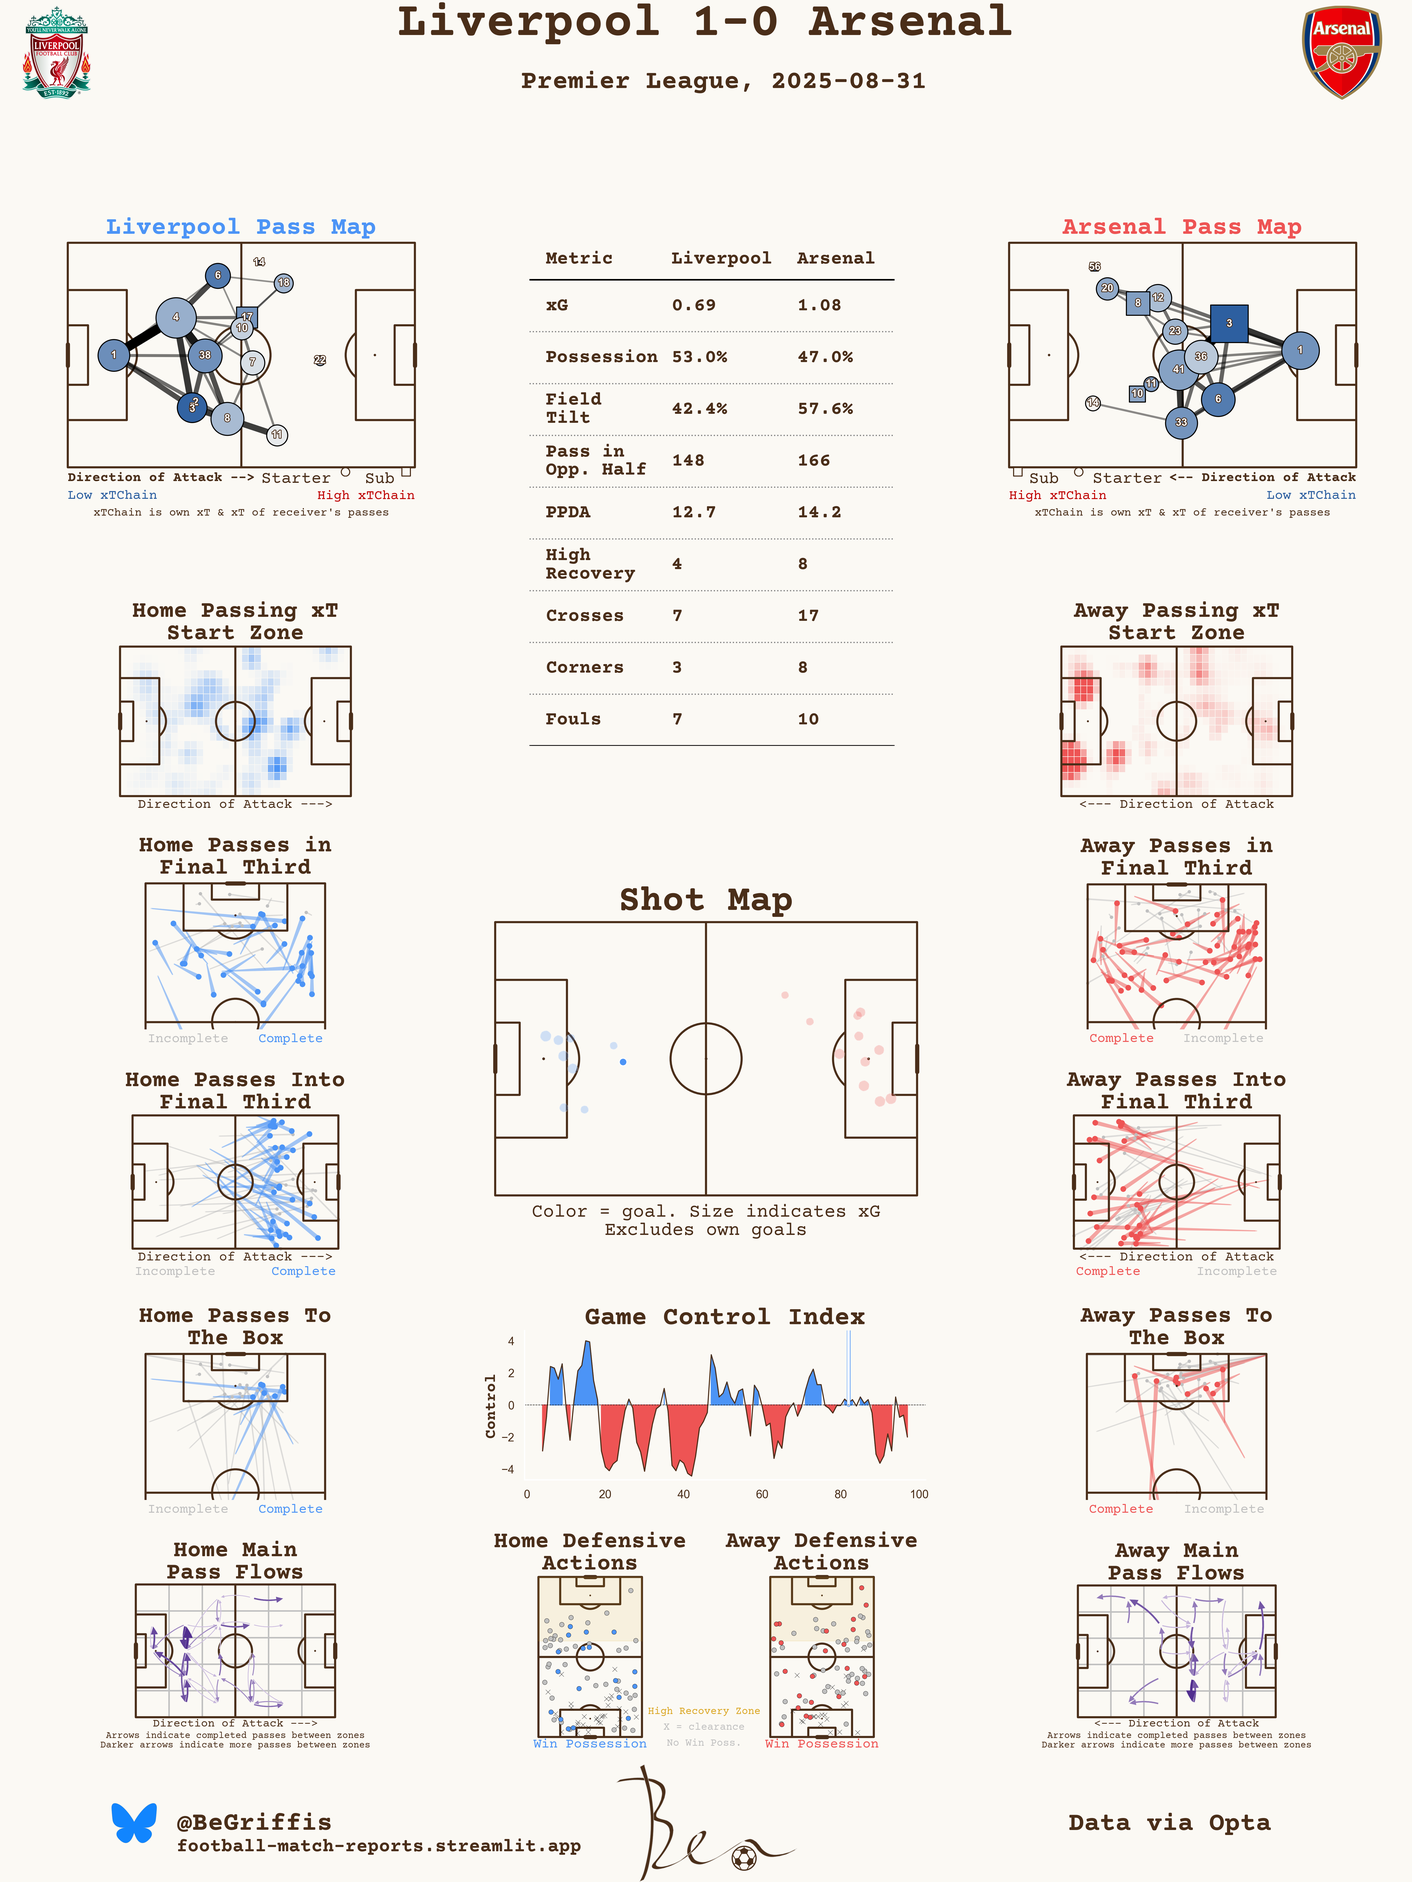 Liverpool 1-0 Arsenal
Premier League, 2025-08-31
YOU'LL NEVER WALK ALONE
LIVERPOOL
FOOTBALL CLUB
EST·1892
Arsenal
Liverpool Pass Map
14
6
18
4
17
10
1
38
7
22
2
3
8
11
Direction of Attack --> Starter Sub
Low xTChain High xTChain
xTChain is own xT & xT of receiver's passes
Metric Liverpool Arsenal
xG 0.69 1.08
Possession 53.0% 47.0%
Field
Tilt 42.4% 57.6%
Pass in
Opp. Half 148 166
PPDA 12.7 14.2
High
Recovery 4 8
Crosses 7 17
Corners 3 8
Fouls 7 10
Arsenal Pass Map
56
20
8
12
3
23
36
1
41
11
10
6
14
33
Sub Starter <-- Direction of Attack
High xTChain Low xTChain
xTChain is own xT & xT of receiver's passes
Home Passing xT
Start Zone
Direction of Attack --->
Away Passing xT
Start Zone
<--- Direction of Attack
Home Passes in
Final Third
Incomplete Complete
Shot Map
Color = goal. Size indicates xG
Excludes own goals
Away Passes in
Final Third
Complete Incomplete
Home Passes Into
Final Third
Direction of Attack --->
Incomplete Complete
Away Passes Into
Final Third
<--- Direction of Attack
Complete Incomplete
Home Passes To
The Box
Incomplete Complete
Game Control Index
Control
4
2
0
−2
−4
0 20 40 60 80 100
Away Passes To
The Box
Complete Incomplete
Home Main
Pass Flows
Direction of Attack --->
Arrows indicate completed passes between zones
Darker arrows indicate more passes between zones
Home Defensive
Actions
Win Possession
Away Defensive
Actions
Win Possession
High Recovery Zone
X = clearance
No Win Poss.
Away Main
Pass Flows
<--- Direction of Attack
Arrows indicate completed passes between zones
Darker arrows indicate more passes between zones
@BeGriffis
football-match-reports.streamlit.app
Ben
Data via Opta